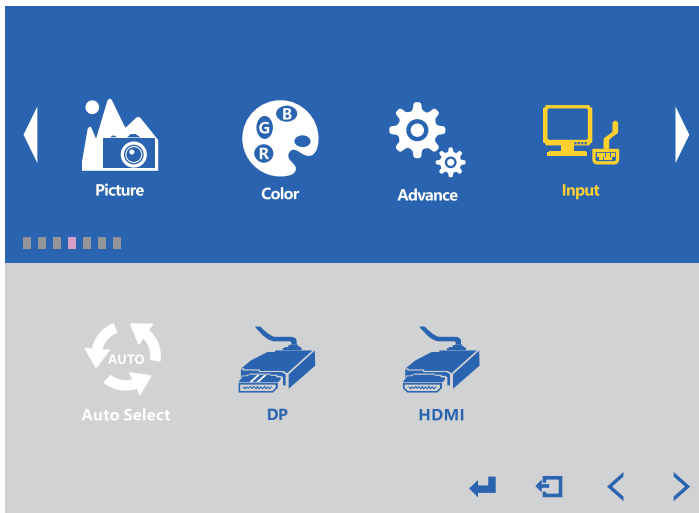 B
G
R
Picture
Color
Advance
Input
AUTO
Auto Select
DP
HDMI